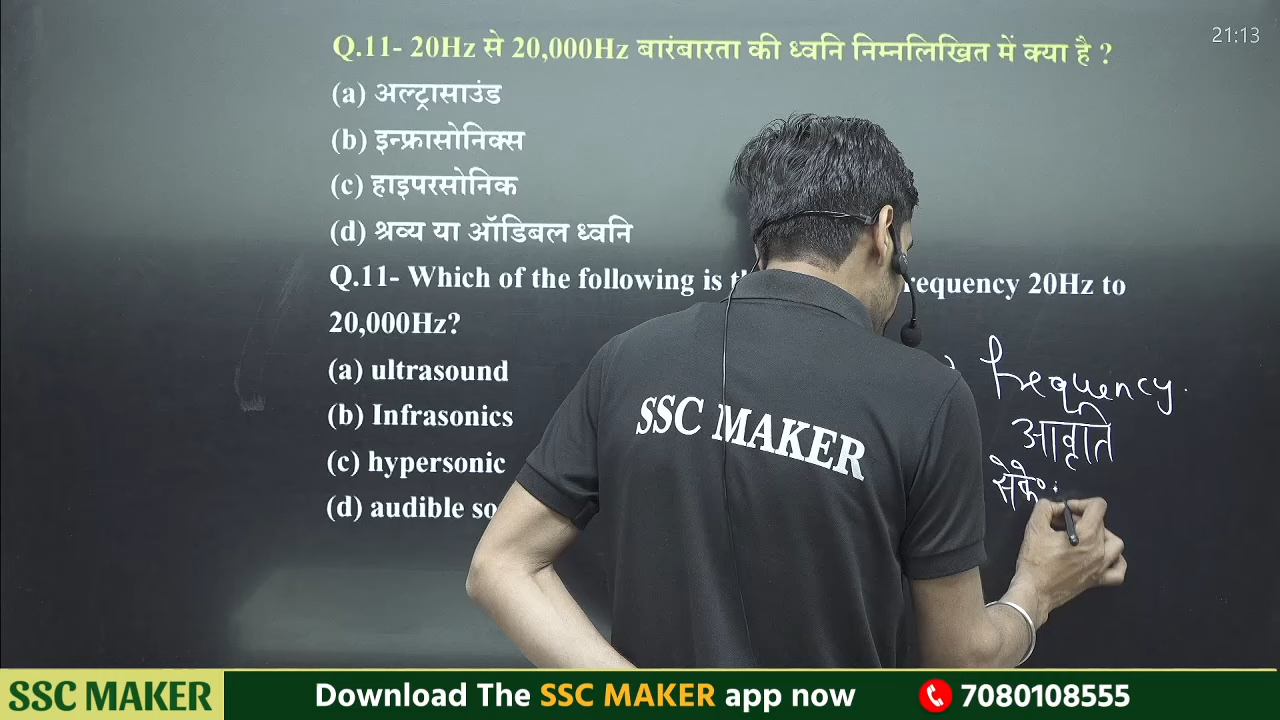 21:13
Q.11- 20Hz से 20,000Hz बारंबारता की ध्वनि निम्नलिखित में क्या है ?
(a) अल्ट्रासाउंड
(b) इन्फ्रासोनिक्स
(c) हाइपरसोनिक
(d) श्रव्य या ऑडिबल ध्वनि
Q.11- Which of the following is requency 20Hz to
20,000Hz?
(a) ultrasound
(b) Infrasonics
(c) hypersonic
(d) audible so
frequency.
आवृति
SSC MAKER
SSC MAKER
Download The SSC MAKER app now
7080108555